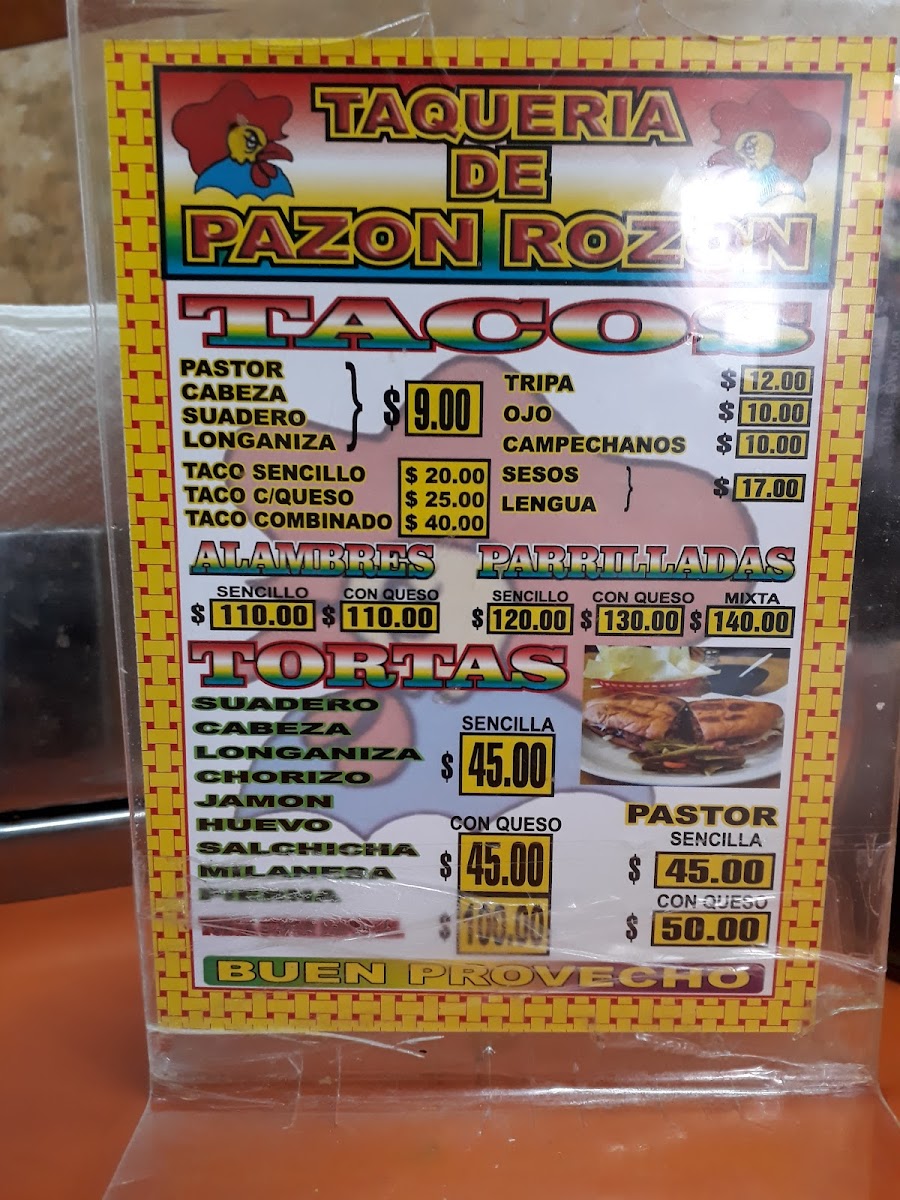 TAQUERIA
DE
PAZON ROZON
TACOS
PASTOR
CABEZA
SUADERO
LONGANIZA
$ 9.00
TACO SENCILLO $ 20.00
TACO C/QUESO $ 25.00
TACO COMBINADO $ 40.00
TRIPA $ 12.00
OJO $ 10.00
CAMPECHANOS $ 10.00
SESOS
LENGUA
$ 17.00
ALAMBRES
SENCILLO CON QUESO
$ 110.00 $ 110.00
PARRILLADAS
SENCILLO CON QUESO MIXTA
$ 120.00 $ 130.00 $ 140.00
TORTAS
SUADERO
CABEZA
LONGANIZA
CHORIZO
JAMON
HUEVO
SALCHICHA
MILANESA
PIERNA
SENCILLA
$ 45.00
CON QUESO
$ 45.00
$ 100.00
PASTOR
SENCILLA
$ 45.00
CON QUESO
$ 50.00
BUEN PROVECHO